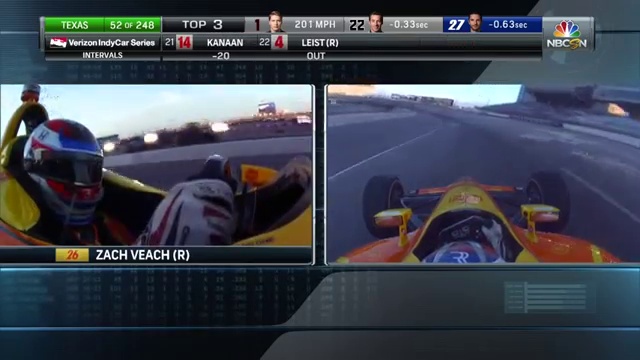 TEXAS 52 OF 248 TOP 3 1 201 MPH 22 -0.33sec 27 -0.63sec
Verizon IndyCar Series 21 14 KANAAN 22 4 LEIST (R) NBCSN
INTERVALS -20 OUT
26 ZACH VEACH (R)